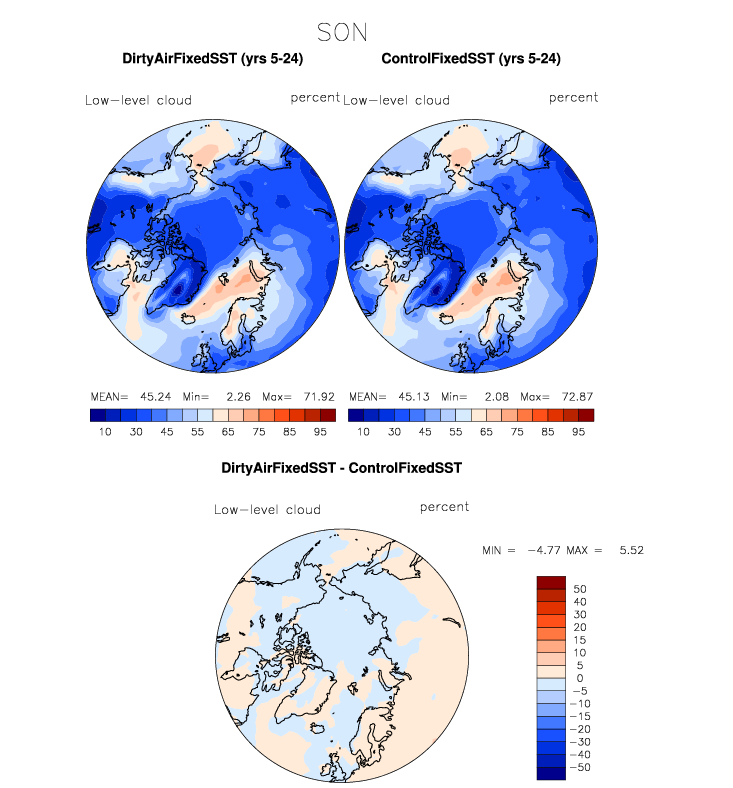 SON
DirtyAirFixedSST (yrs 5-24) ControlFixedSST (yrs 5-24)
Low-level cloud percent Low-level cloud percent
MEAN= 45.24 Min= 2.26 Max= 71.92 MEAN= 45.13 Min= 2.08 Max= 72.87
10 30 45 55 65 75 85 95 10 30 45 55 65 75 85 95
DirtyAirFixedSST - ControlFixedSST
Low-level cloud percent
MIN = -4.77 MAX = 5.52
50
40
30
20
15
10
5
0
-5
-10
-15
-20
-30
-40
-50